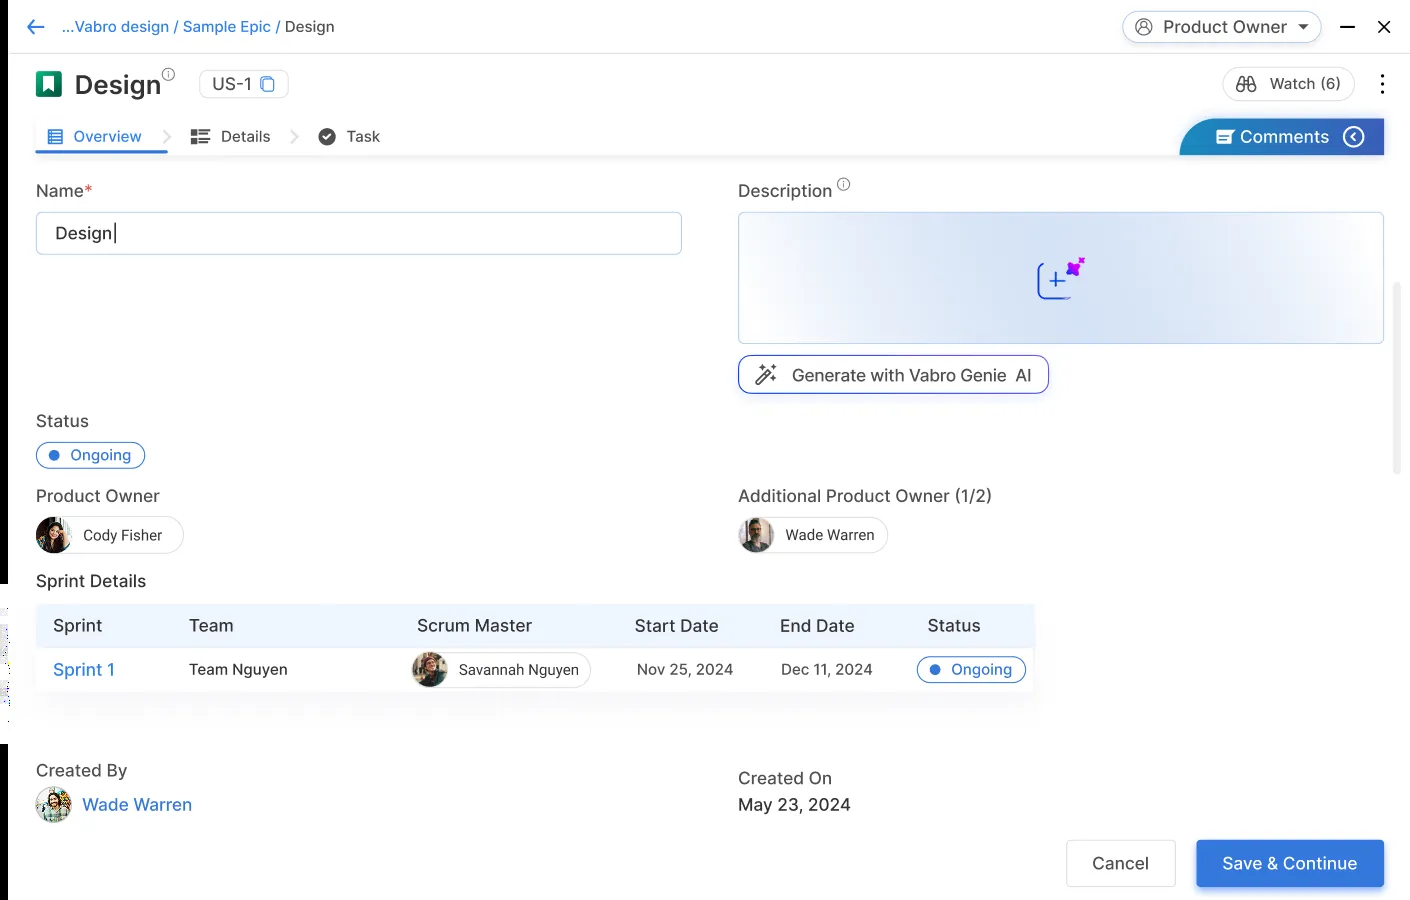 ...Vabro design / Sample Epic / Design
Product Owner
Design
US-1
Watch (6)
Overview
Details
Task
Comments
Name*
Description
Design
Generate with Vabro Genie AI
Status
Ongoing
Product Owner
Additional Product Owner (1/2)
Cody Fisher
Wade Warren
Sprint Details
Sprint Team Scrum Master Start Date End Date Status
Sprint 1 Team Nguyen Savannah Nguyen Nov 25, 2024 Dec 11, 2024 Ongoing
Created By
Created On
Wade Warren
May 23, 2024
Cancel
Save & Continue